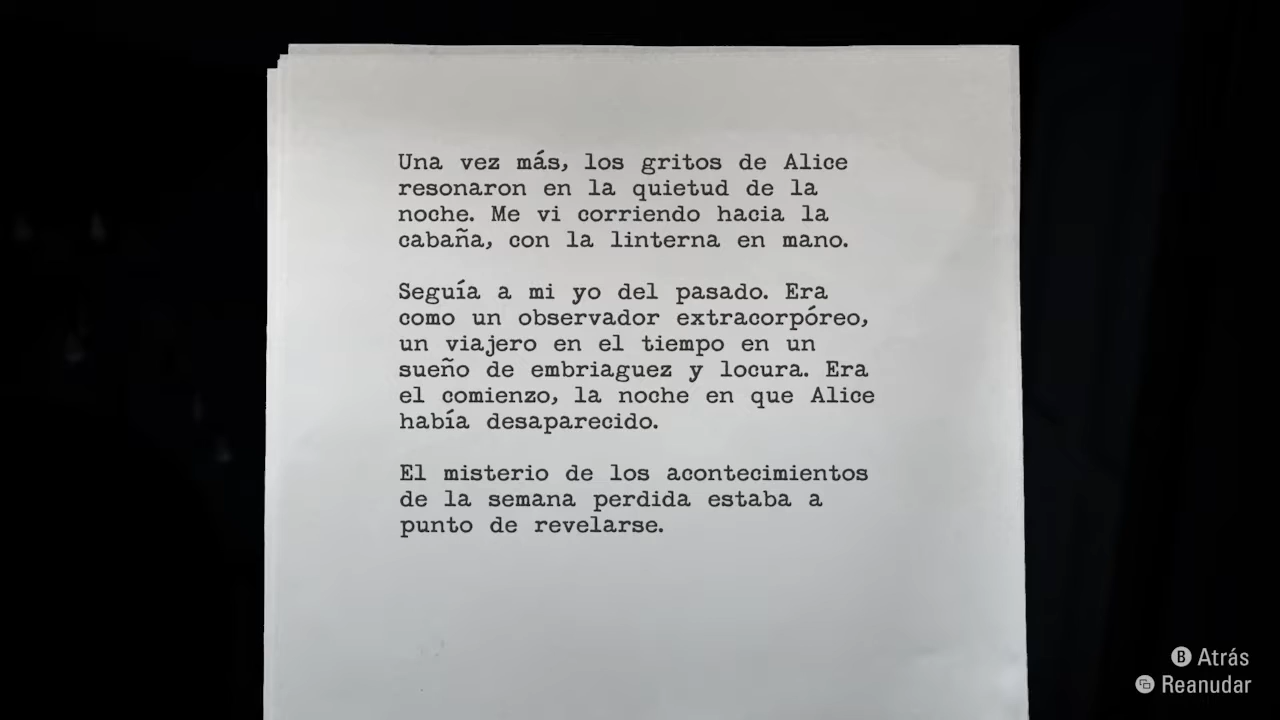 Una vez más, los gritos de Alice
resonaron en la quietud de la
noche. Me vi corriendo hacia la
cabaña, con la linterna en mano.
Seguía a mi yo del pasado. Era
como un observador extracorpóreo,
un viajero en el tiempo en un
sueño de embriaguez y locura. Era
el comienzo, la noche en que Alice
había desaparecido.
El misterio de los acontecimientos
de la semana perdida estaba a
punto de revelarse.
B Atrás
Reanudar